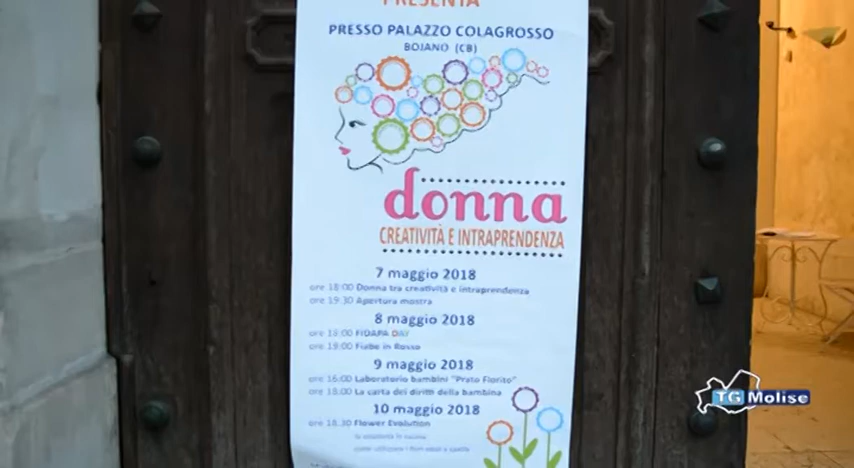 PRESENTA
PRESSO PALAZZO COLAGROSSO
BOJANO (CB)
donna
CREATIVITÀ E INTRAPRENDENZA
7 maggio 2018
ore 18:00 Donna tra creatività e intraprendenza
ore 19:30 Apertura mostra
8 maggio 2018
ore 18:00 FIDAPA DAY
ore 19:00 Fiabe in Rosso
9 maggio 2018
ore 16:00 Laboratorio bambini "Prato Fiorito"
ore 18:00 La carta dei diritti della bambina
10 maggio 2018
ore 18:30 Flower Evolution
TG Molise